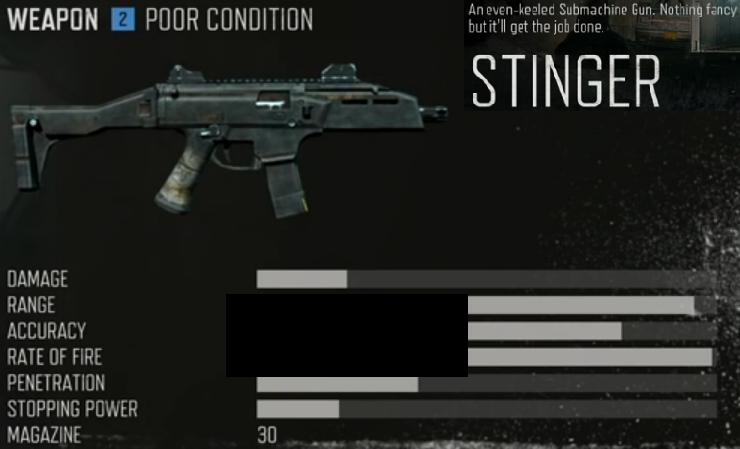 WEAPON 2 POOR CONDITION
An even-keeled Submachine Gun. Nothing fancy
but it'll get the job done.
STINGER
DAMAGE
RANGE
ACCURACY
RATE OF FIRE
PENETRATION
STOPPING POWER
MAGAZINE 30